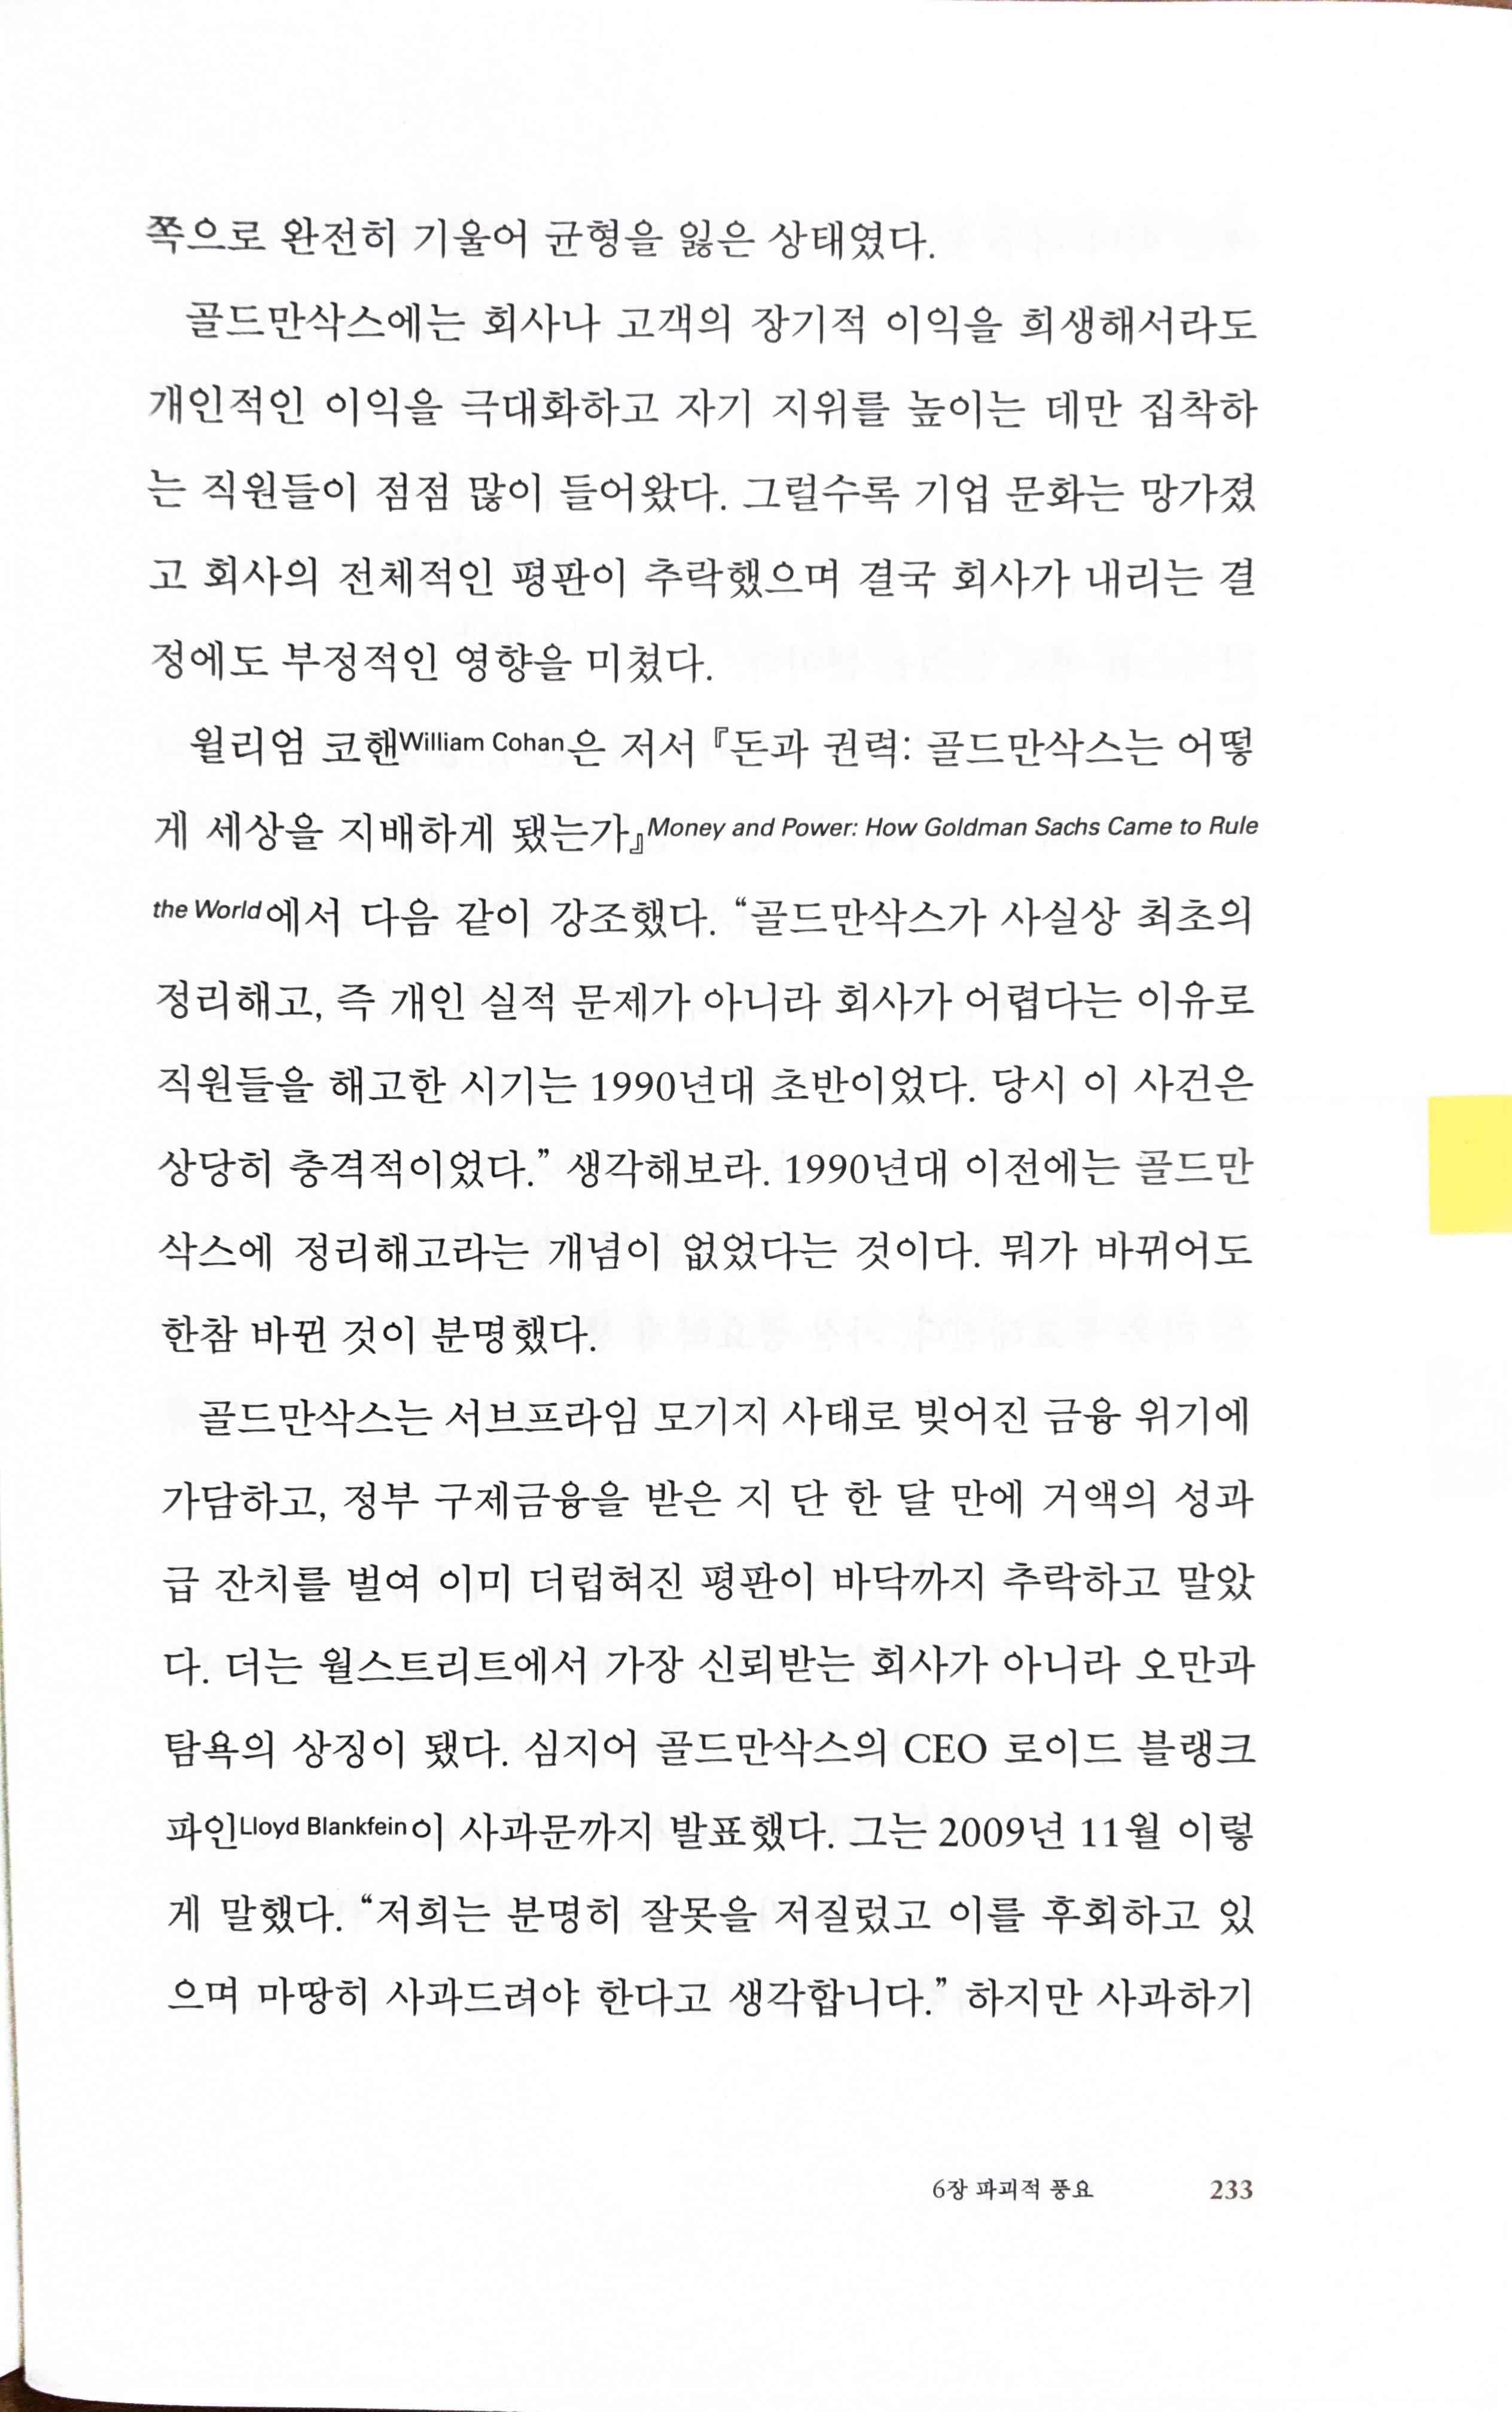 쪽으로 완전히 기울어 균형을 잃은 상태였다.
골드만삭스에는 회사나 고객의 장기적 이익을 희생해서라도
개인적인 이익을 극대화하고 자기 지위를 높이는 데만 집착하
는 직원들이 점점 많이 들어왔다. 그럴수록 기업 문화는 망가졌
고 회사의 전체적인 평판이 추락했으며 결국 회사가 내리는 결
정에도 부정적인 영향을 미쳤다.
윌리엄 코핸William Cohan은 저서 『돈과 권력: 골드만삭스는 어떻
게 세상을 지배하게 됐는가』Money and Power: How Goldman Sachs Came to Rule
the World에서 다음 같이 강조했다. “골드만삭스가 사실상 최초의
정리해고, 즉 개인 실적 문제가 아니라 회사가 어렵다는 이유로
직원들을 해고한 시기는 1990년대 초반이었다. 당시 이 사건은
상당히 충격적이었다.” 생각해보라. 1990년대 이전에는 골드만
삭스에 정리해고라는 개념이 없었다는 것이다. 뭐가 바뀌어도
한참 바뀐 것이 분명했다.
골드만삭스는 서브프라임 모기지 사태로 빚어진 금융 위기에
가담하고, 정부 구제금융을 받은 지 단 한 달 만에 거액의 성과
급 잔치를 벌여 이미 더럽혀진 평판이 바닥까지 추락하고 말았
다. 더는 월스트리트에서 가장 신뢰받는 회사가 아니라 오만과
탐욕의 상징이 됐다. 심지어 골드만삭스의 CEO 로이드 블랭크
파인Lloyd Blankfein이 사과문까지 발표했다. 그는 2009년 11월 이렇
게 말했다. “저희는 분명히 잘못을 저질렀고 이를 후회하고 있
으며 마땅히 사과드려야 한다고 생각합니다.” 하지만 사과하기
6장 파괴적 풍요 233